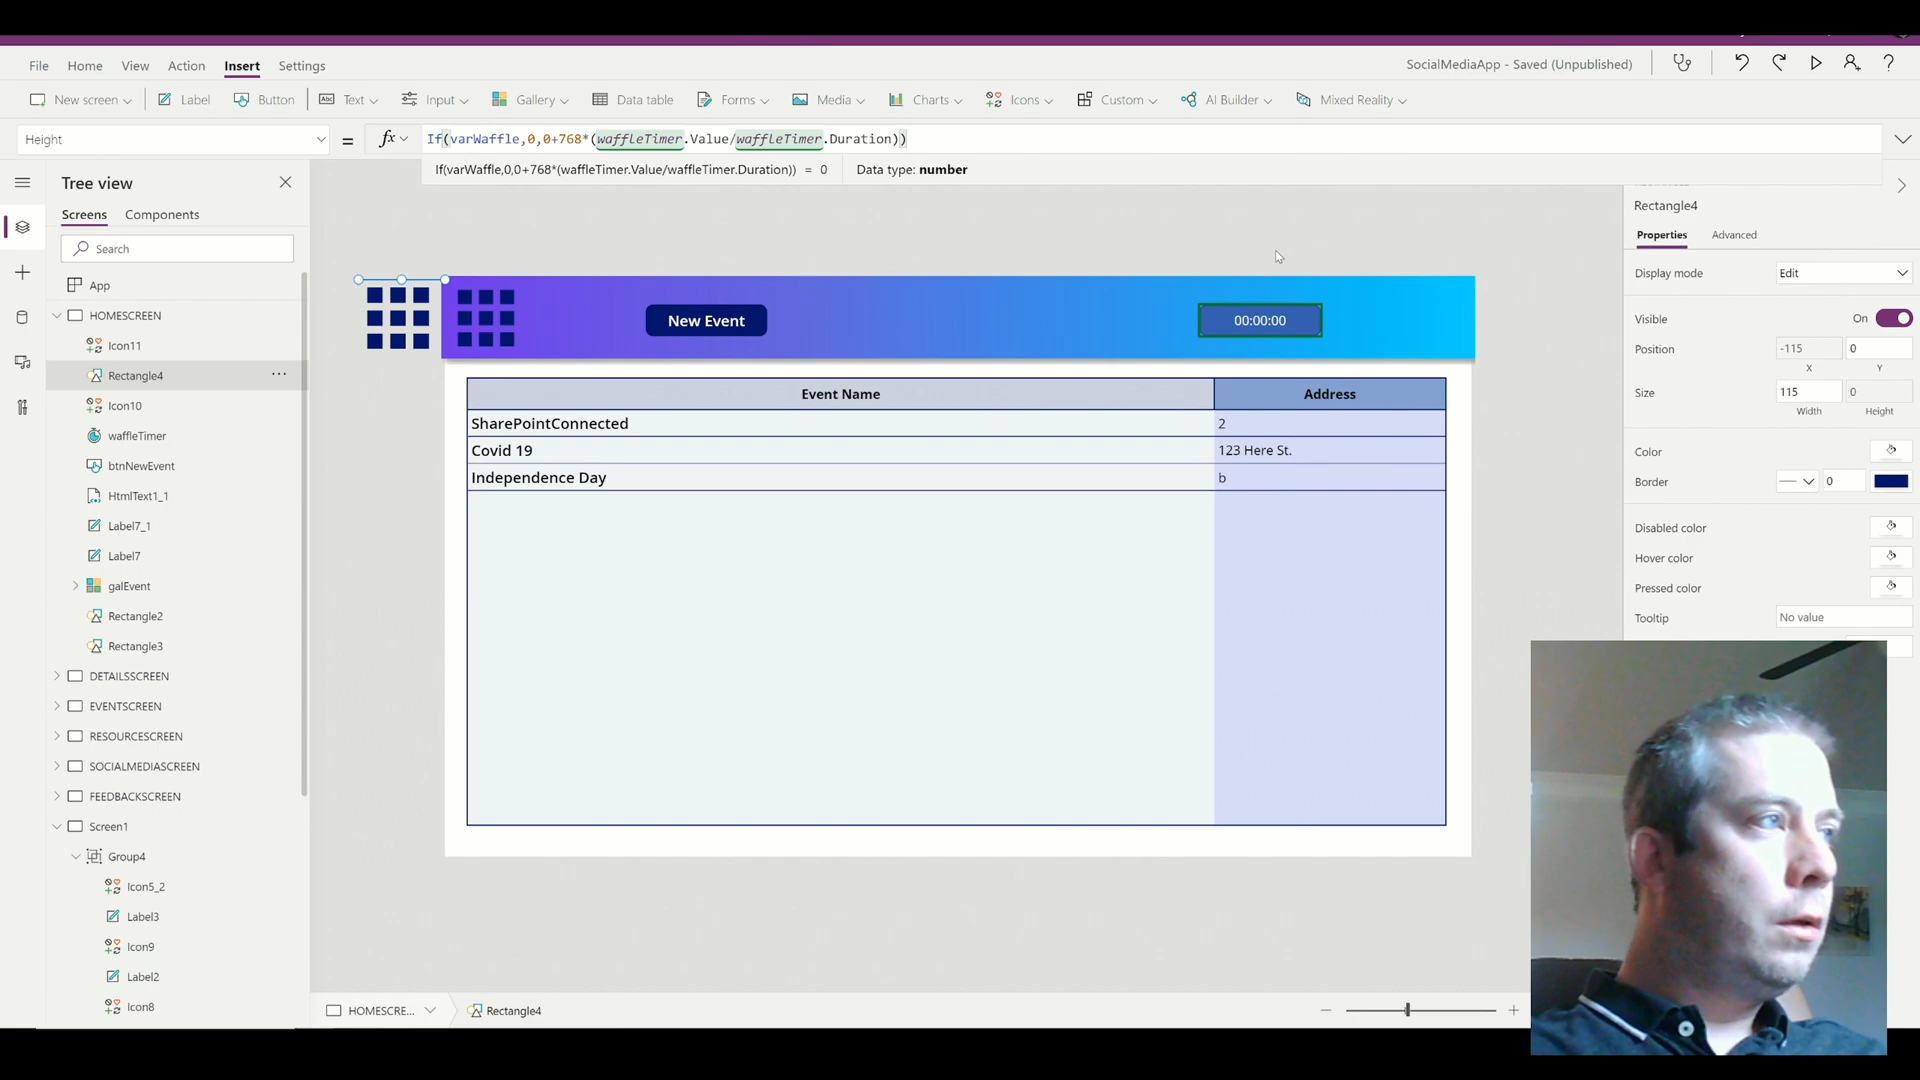 File Home View Action Insert Settings
SocialMediaApp - Saved (Unpublished)
New screen Label Button Text Input Gallery Data table Forms Media Charts Icons Custom AI Builder Mixed Reality
Height = fx If(varWaffle,0,0+768*(waffleTimer.Value/waffleTimer.Duration))
If(varWaffle,0,0+768*(waffleTimer.Value/waffleTimer.Duration)) = 0 Data type: number
Tree view
Screens Components
Search
App
HOMESCREEN
Icon11
Rectangle4 ...
Icon10
waffleTimer
btnNewEvent
HtmlText1_1
Label7_1
Label7
galEvent
Rectangle2
Rectangle3
DETAILSSCREEN
EVENTSCREEN
RESOURCESCREEN
SOCIALMEDIASCREEN
FEEDBACKSCREEN
Screen1
Group4
Icon5_2
Label3
Icon9
Label2
Icon8
New Event 00:00:00
Event Name Address
SharePointConnected 2
Covid 19 123 Here St.
Independence Day b
HOMESCRE... Rectangle4
Rectangle4
Properties Advanced
Display mode Edit
Visible On
Position -115 0
X Y
Size 115 0
Width Height
Color
Border 0
Disabled color
Hover color
Pressed color
Tooltip No value